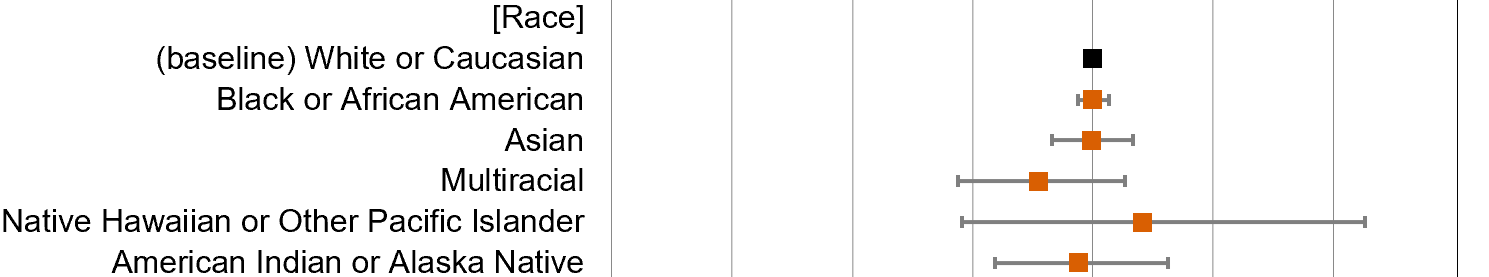 [Race]
(baseline) White or Caucasian
Black or African American
Asian
Multiracial
Native Hawaiian or Other Pacific Islander
American Indian or Alaska Native